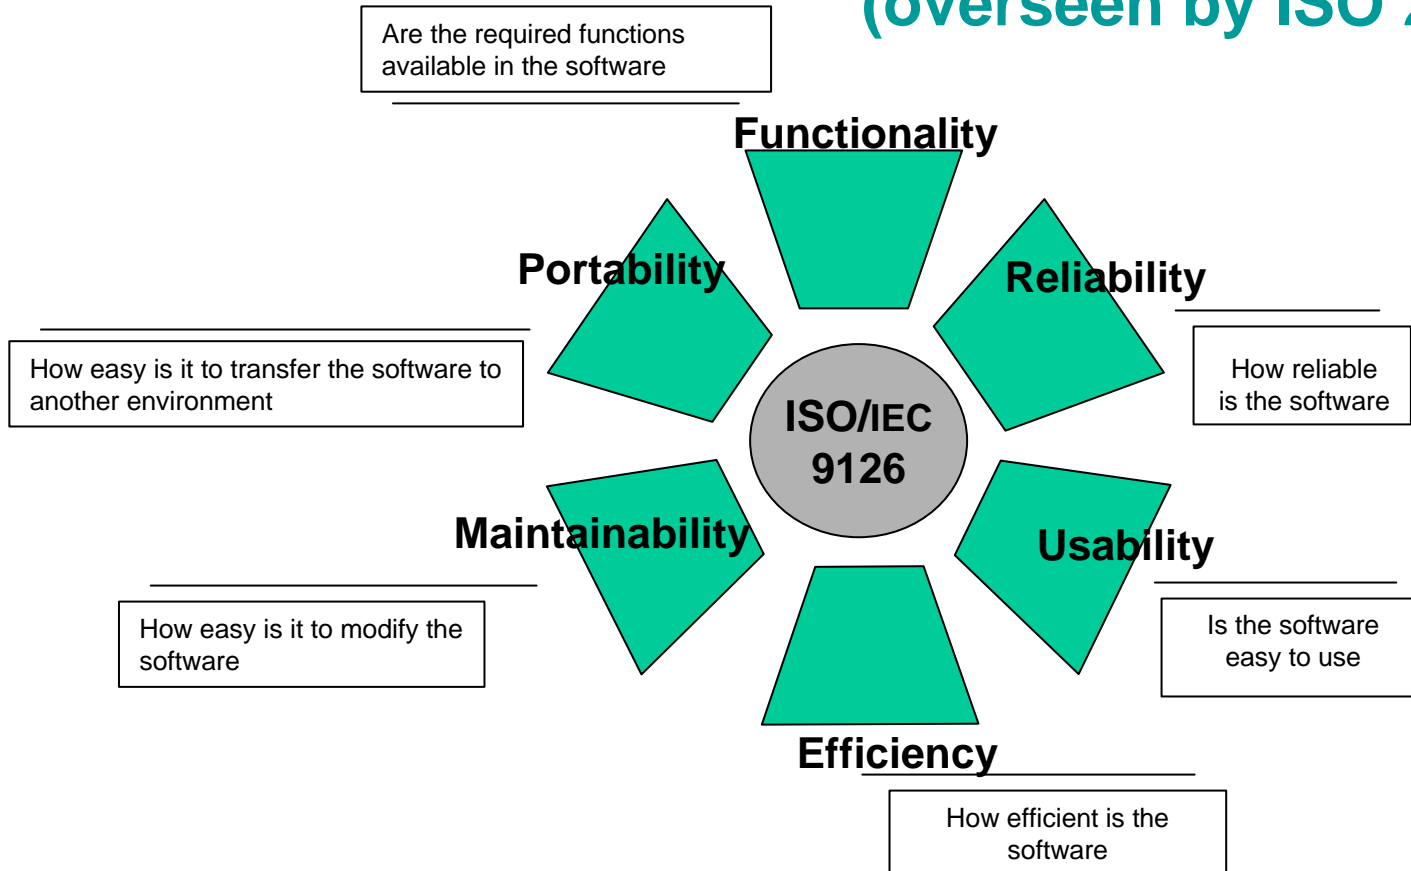 (overseen by ISO 2
Are the required functions
available in the software
Functionality
Portability
Reliability
How easy is it to transfer the software to
another environment
How reliable
is the software
ISO/IEC
9126
Maintainability
Usability
How easy is it to modify the
software
Is the software
easy to use
Efficiency
How efficient is the
software